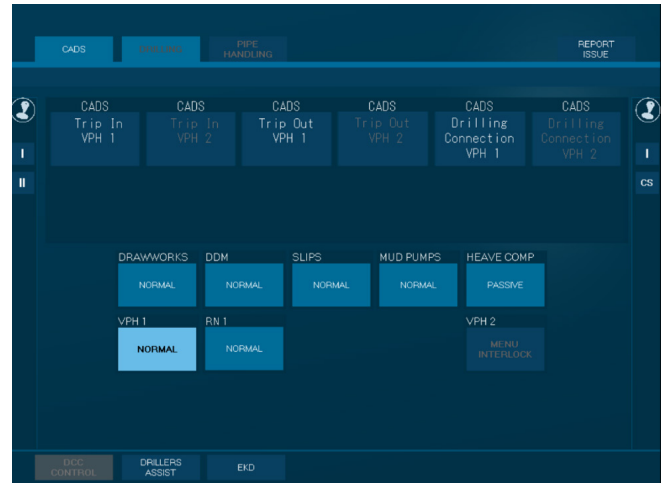 CADS
PIPE
HANDLING
REPORT
ISSUE
CADS CADS CADS CADS CADS CADS
Trip In
VPH 1
Trip In
VPH 2
Trip Out
VPH 1
Trip Out
VPH 2
Drilling
Connection
VPH 1
Drilling
Connection
VPH 2
I
II
I
CS
DRAWWORKS DDM SLIPS MUD PUMPS HEAVE COMP
NORMAL NORMAL NORMAL NORMAL PASSIVE
VPH 1 RN 1 VPH 2
NORMAL NORMAL MENU
INTERLOCK
DCC
CONTROL
DRILLERS
ASSIST
EKD